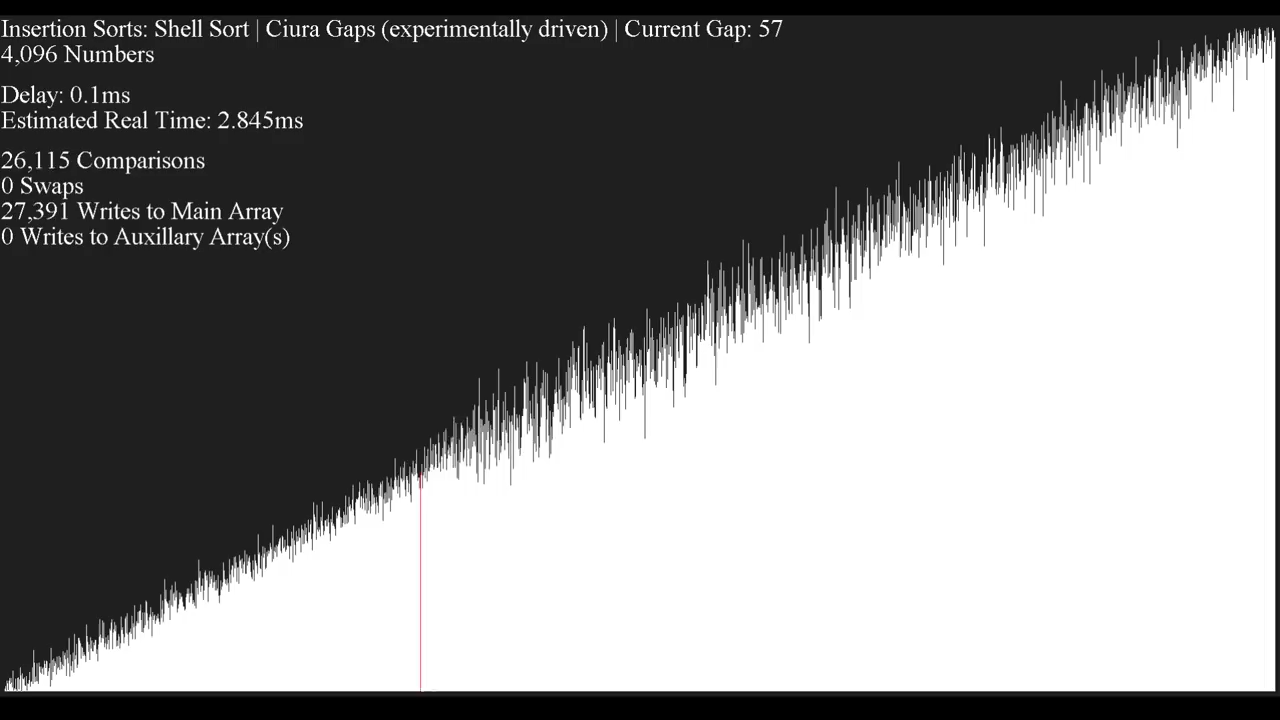 Insertion Sorts: Shell Sort | Ciura Gaps (experimentally driven) | Current Gap: 57
4,096 Numbers
Delay: 0.1ms
Estimated Real Time: 2.845ms
26,115 Comparisons
0 Swaps
27,391 Writes to Main Array
0 Writes to Auxillary Array(s)